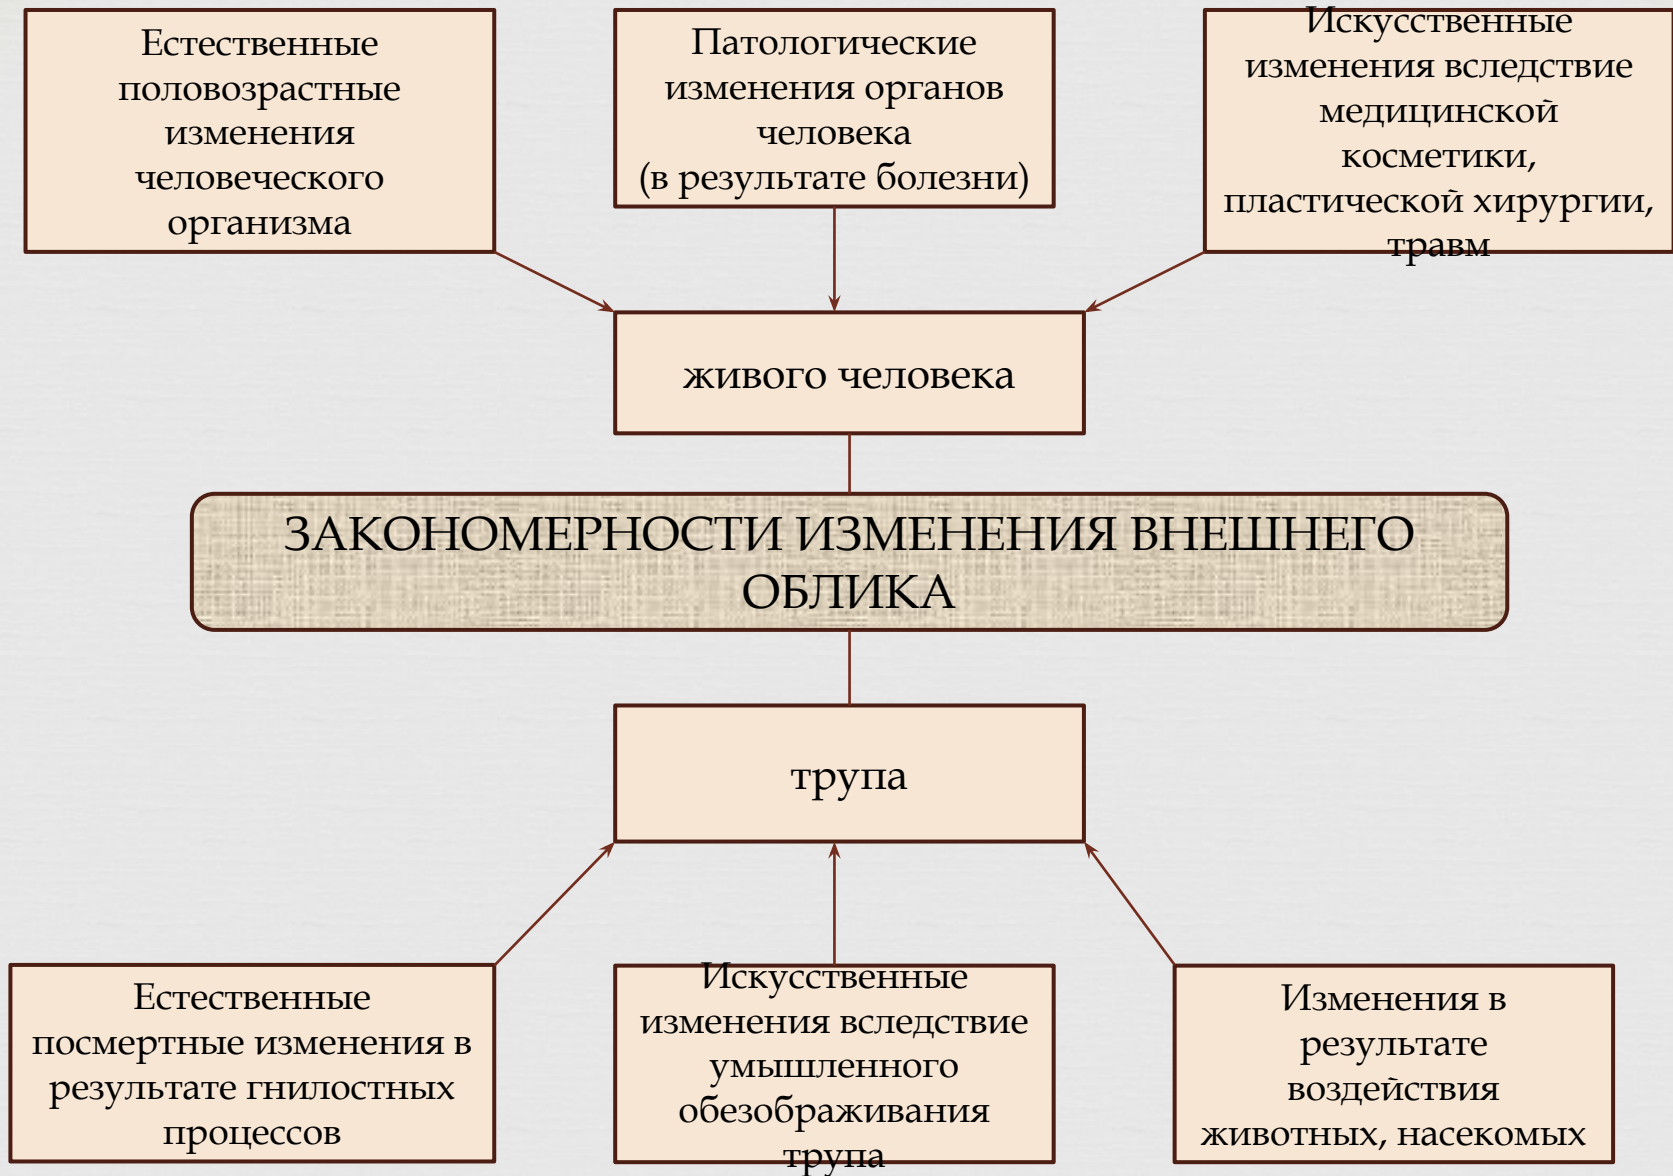 Естественные
половозрастные
изменения
человеческого
организма
Патологические
изменения органов
человека
(в результате болезни)
Искусственные
изменения вследствие
медицинской
косметики,
пластической хирургии,
травм
живого человека
ЗАКОНОМЕРНОСТИ ИЗМЕНЕНИЯ ВНЕШНЕГО
ОБЛИКА
трупа
Естественные
посмертные изменения в
результате гнилостных
процессов
Искусственные
изменения вследствие
умышленного
обезображивания
трупа
Изменения в
результате
воздействия
животных, насекомых